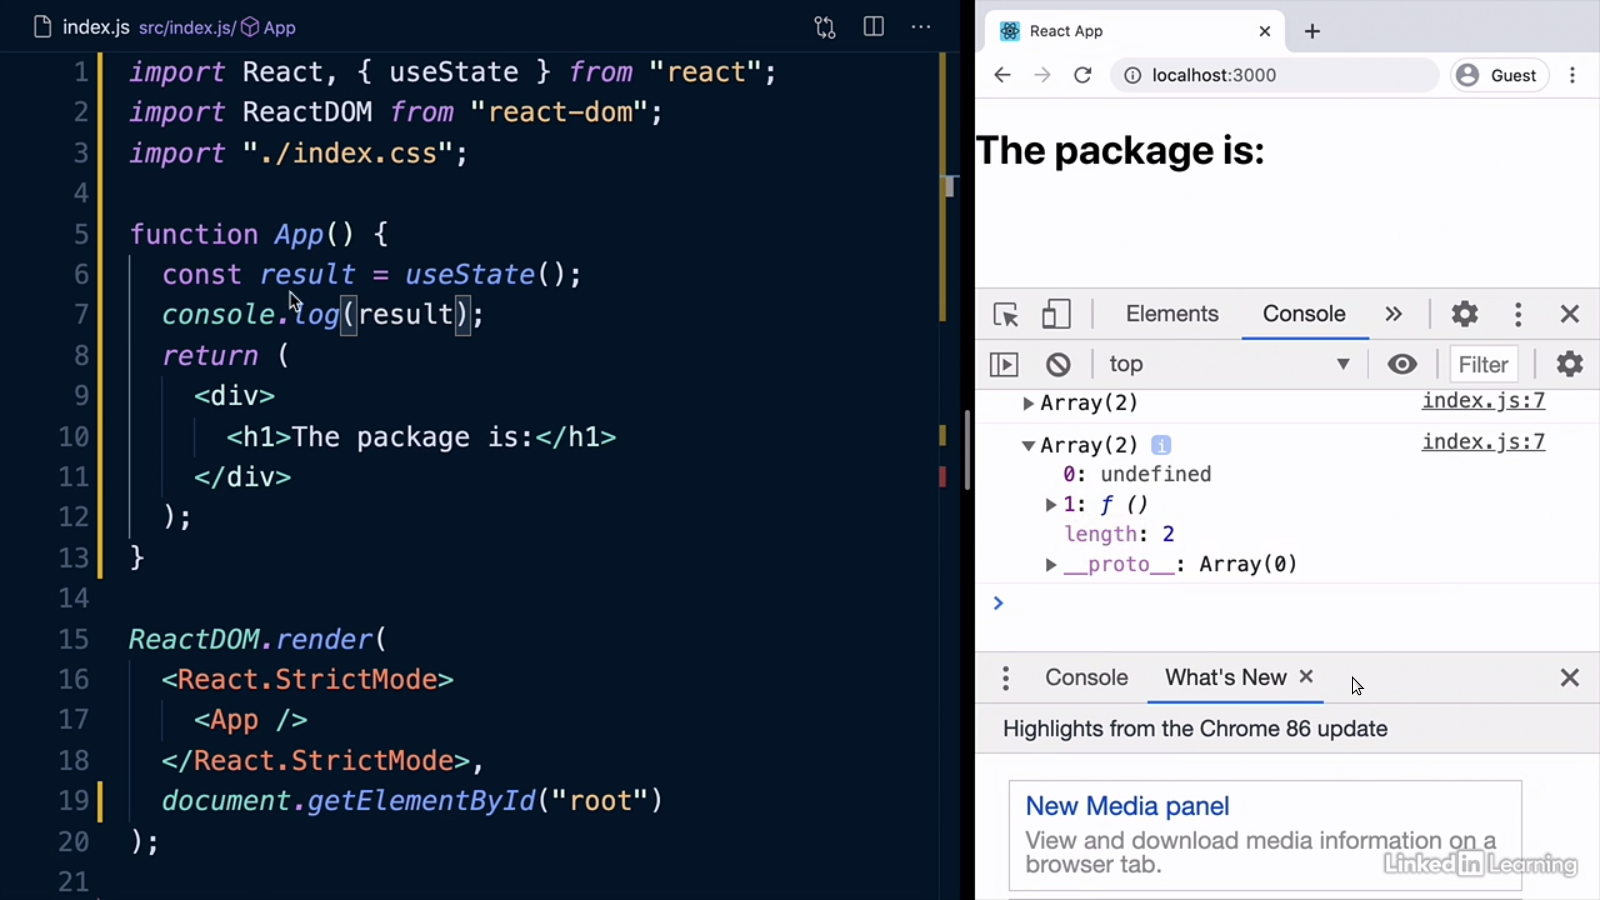 index.js src/index.js/ App
1 import React, { useState } from "react";
2 import ReactDOM from "react-dom";
3 import "./index.css";
4
5 function App() {
6 const result = useState();
7 console.log(result);
8 return (
9 <div>
10 <h1>The package is:</h1>
11 </div>
12 );
13 }
14
15 ReactDOM.render(
16 <React.StrictMode>
17 <App />
18 </React.StrictMode>,
19 document.getElementById("root")
20 );
21
React App
localhost:3000 Guest
The package is:
Elements Console »
top Filter
Array(2) index.js:7
Array(2) i index.js:7
0: undefined
1: ƒ ()
length: 2
__proto__: Array(0)
>
Console What's New
Highlights from the Chrome 86 update
New Media panel
View and download media information on a
browser tab.
Linked in Learning